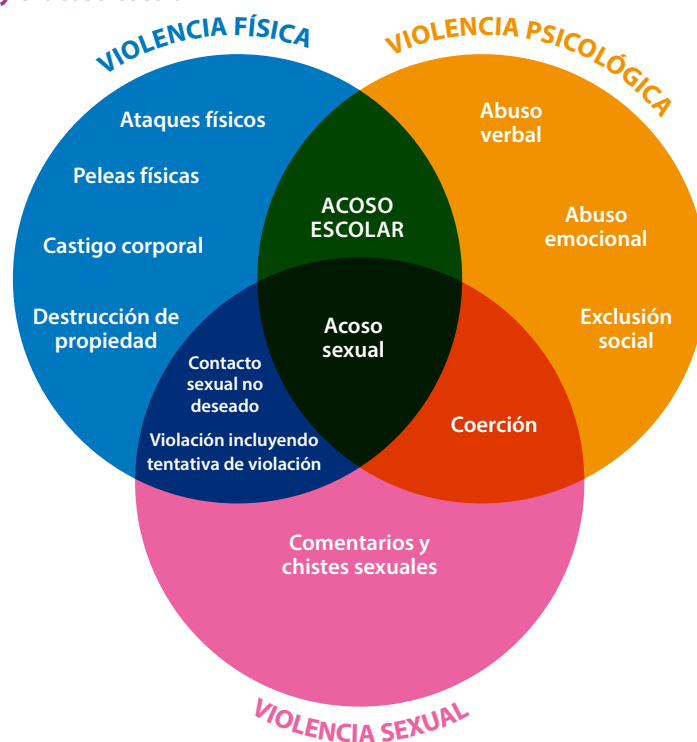 VIOLENCIA FÍSICA
VIOLENCIA PSICOLÓGICA
Ataques físicos
Peleas físicas
Castigo corporal
Destrucción de
propiedad
ACOSO
ESCOLAR
Abuso
verbal
Abuso
emocional
Exclusión
social
Acoso
sexual
Contacto
sexual no
deseado
Violación incluyendo
tentativa de violación
Coerción
Comentarios y
chistes sexuales
VIOLENCIA SEXUAL